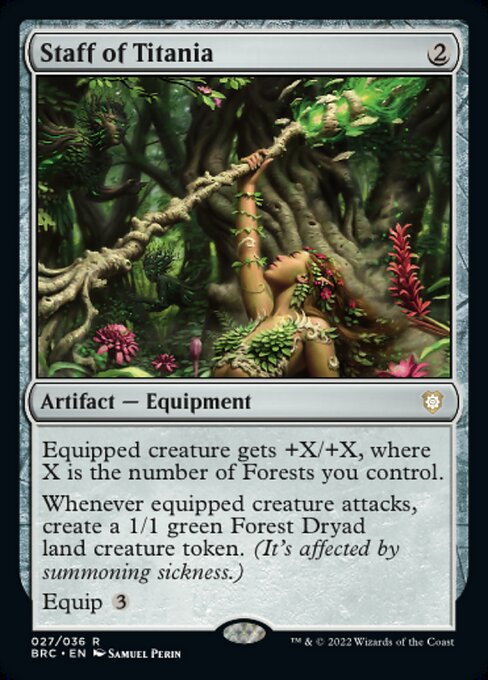 Staff of Titania 2
Artifact — Equipment
Equipped creature gets +X/+X, where
X is the number of Forests you control.
Whenever equipped creature attacks,
create a 1/1 green Forest Dryad
land creature token. (It's affected by
summoning sickness.)
Equip 3
027/036 R
BRC • EN Samuel Perin
™ & © 2022 Wizards of the Coast